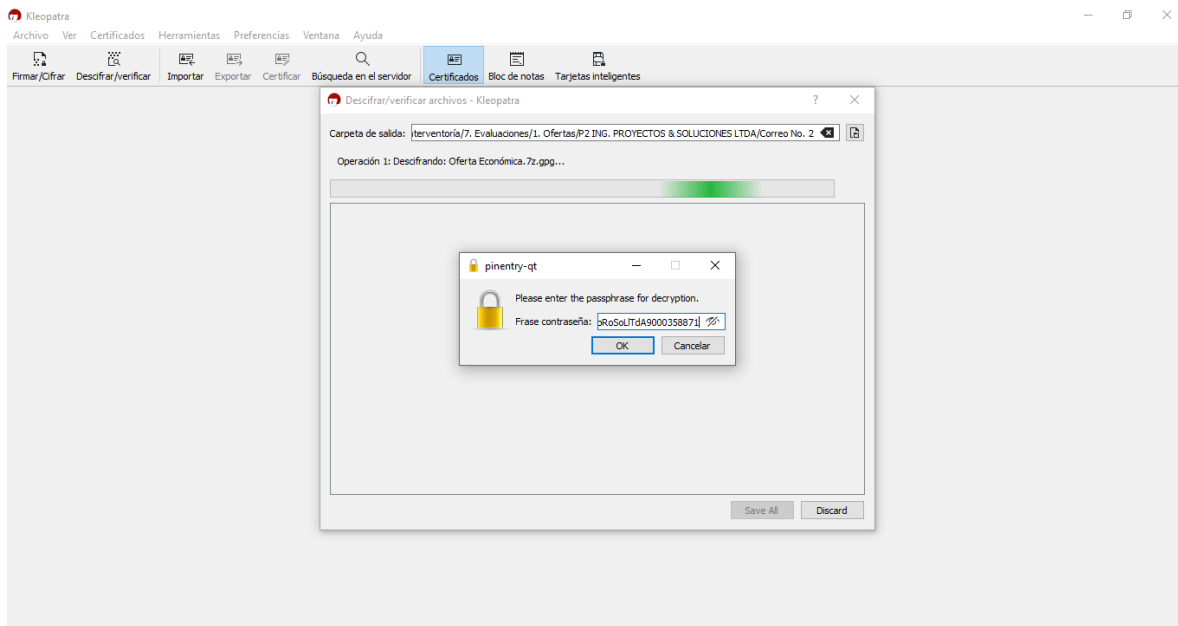 Kleopatra
Archivo Ver Certificados Herramientas Preferencias Ventana Ayuda
Firmar/Cifrar Descifrar/verificar Importar Exportar Certificar Búsqueda en el servidor Certificados Bloc de notas Tarjetas inteligentes
Descifrar/verificar archivos - Kleopatra ?
Carpeta de salida: iterventoría/7. Evaluaciones/1. Ofertas/P2 ING. PROYECTOS & SOLUCIONES LTDA/Correo No. 2
Operación 1: Descifrando: Oferta Económica.7z.gpg...
pinentry-qt
Please enter the passphrase for decryption.
Frase contraseña: pRoSoLlTdA9000358871
OK Cancelar
Save All Discard